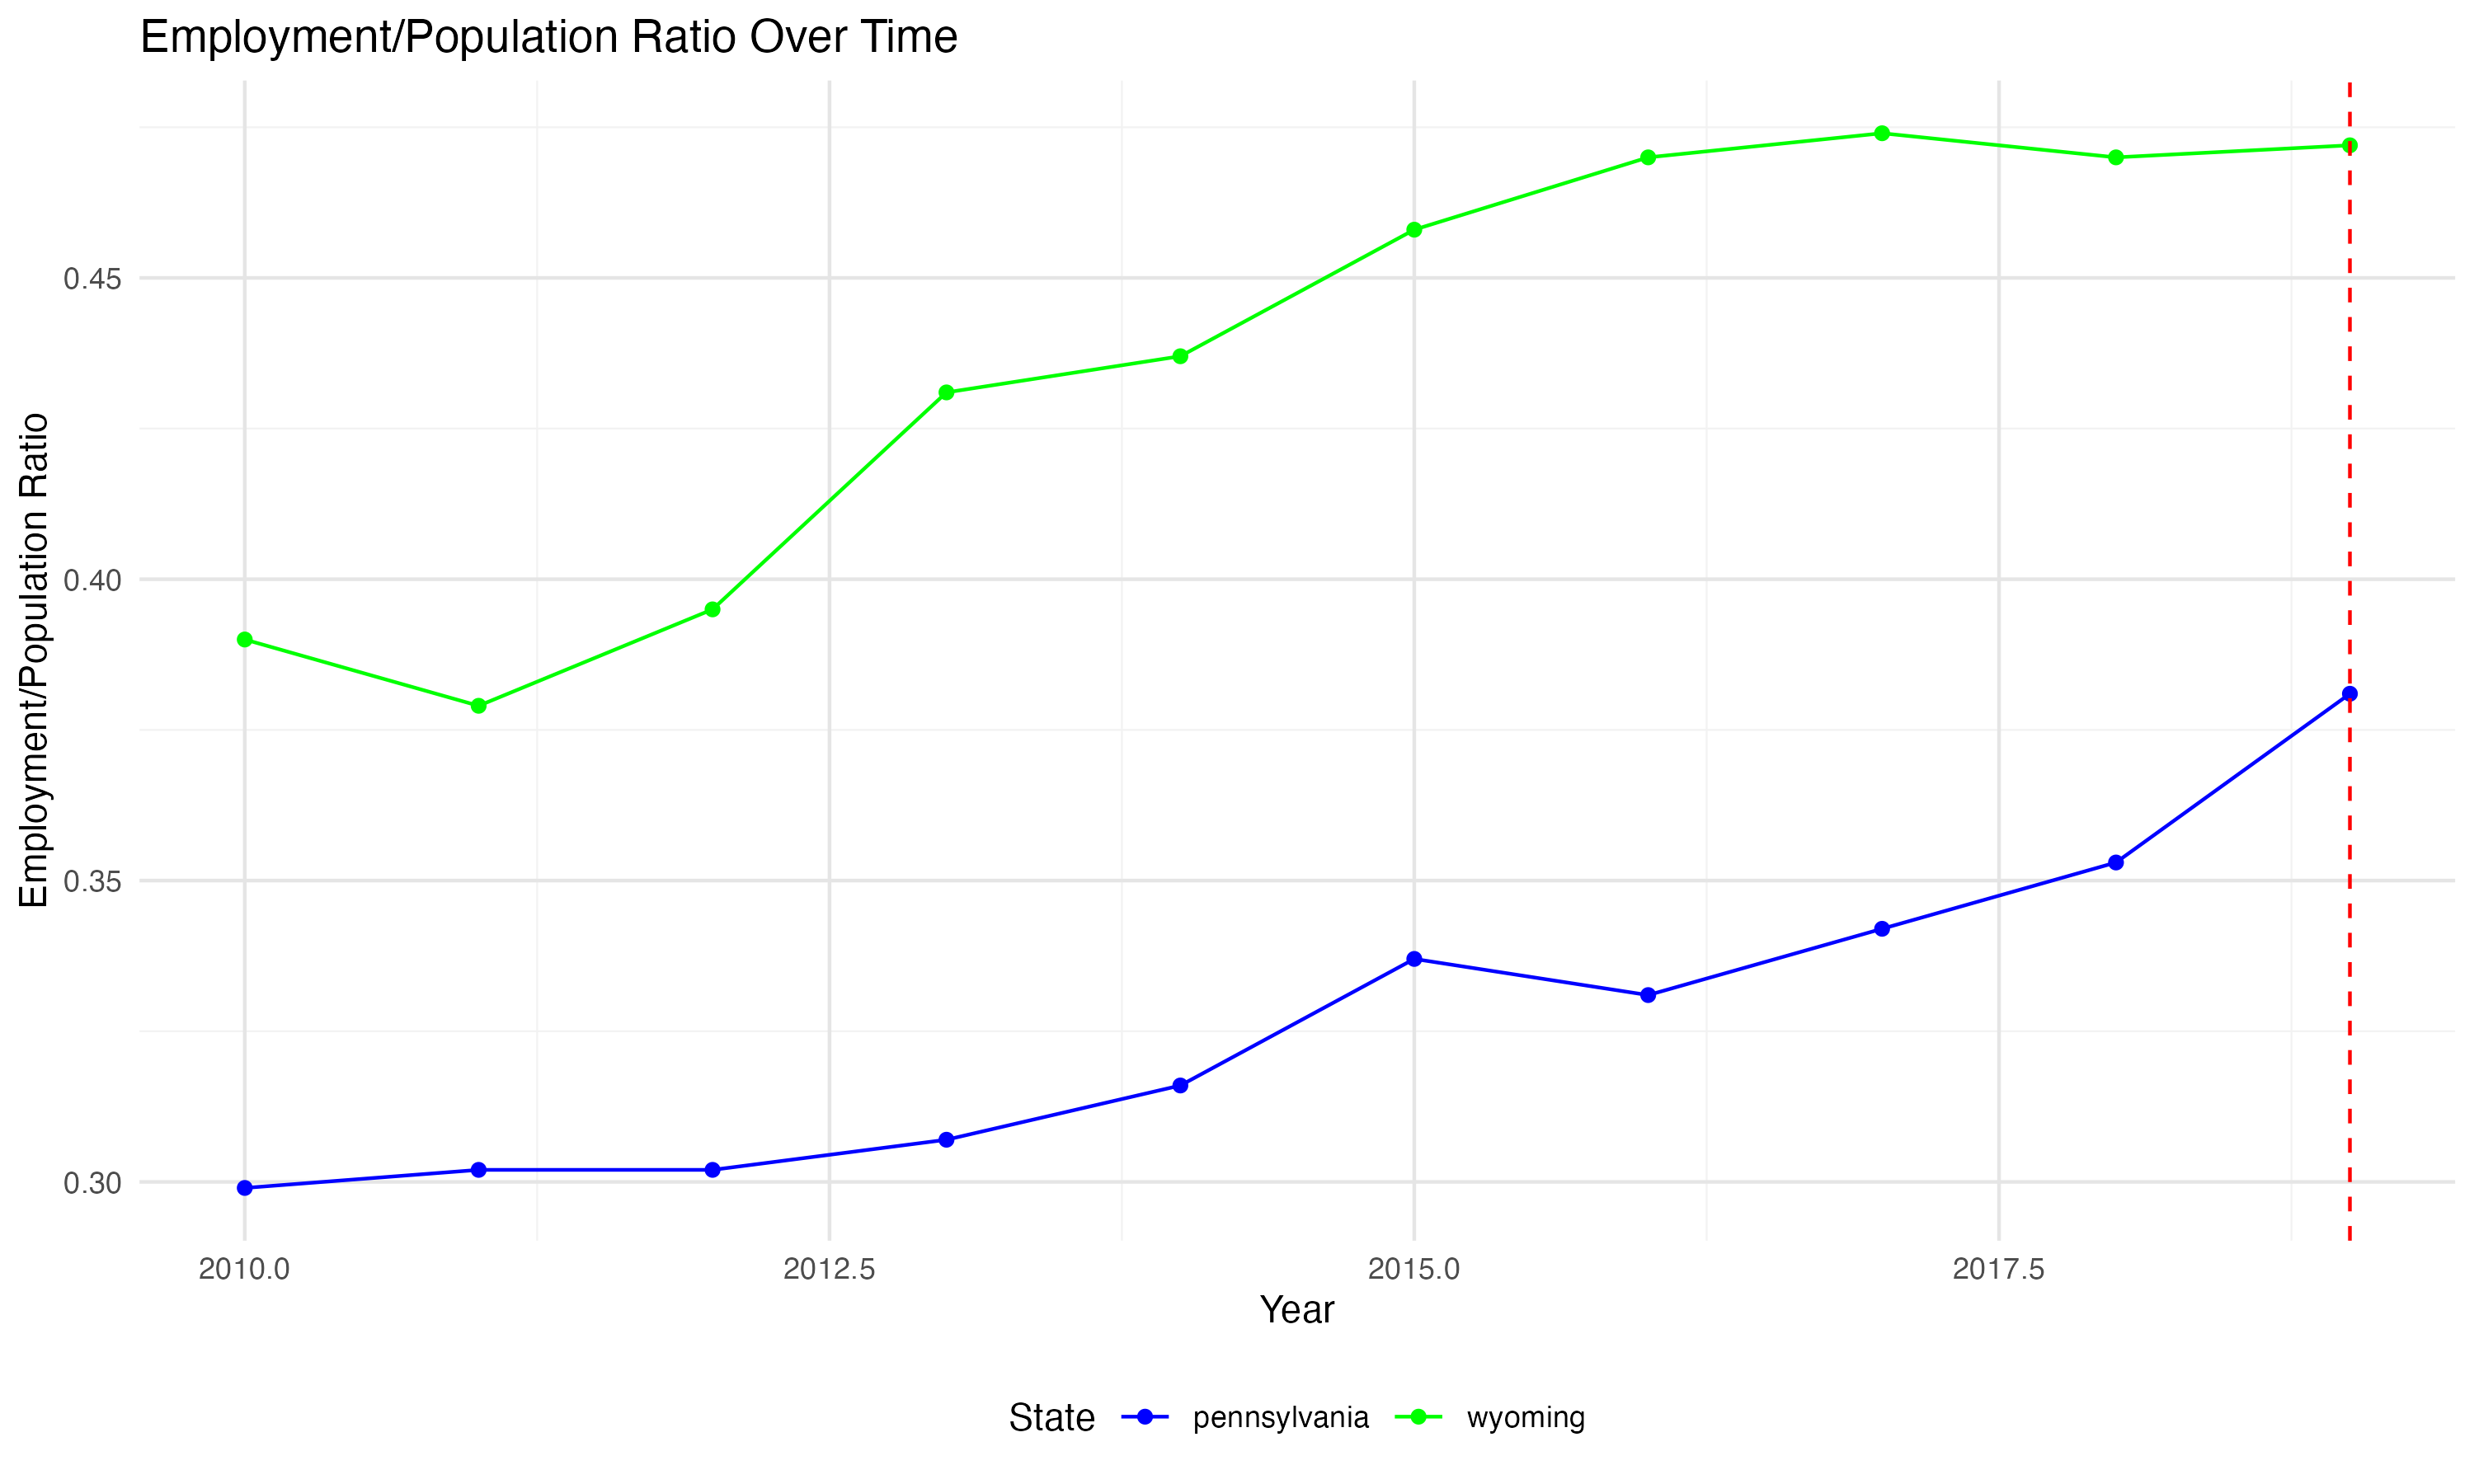 Employment/Population Ratio Over Time
Employment/Population Ratio
0.45
0.40
0.35
0.30
2010.0 2012.5 2015.0 2017.5
Year
State pennsylvania wyoming